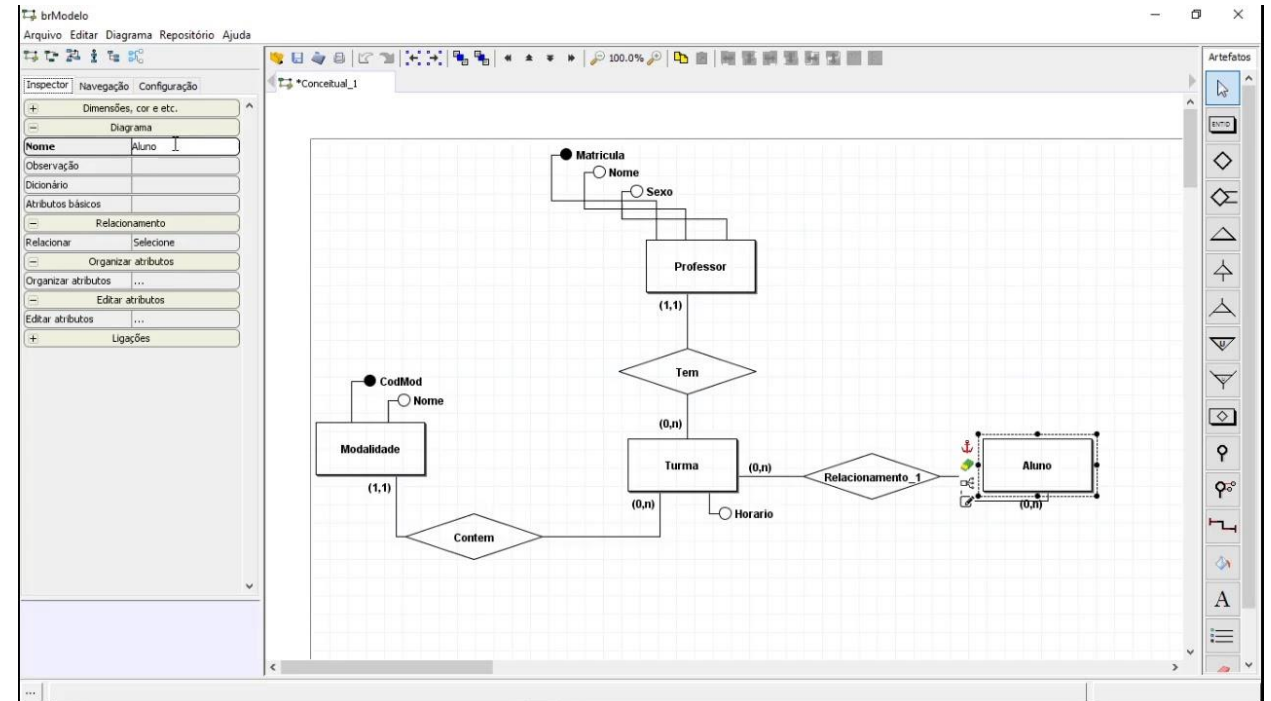 brModelo
Arquivo Editar Diagrama Repositório Ajuda
100.0%
Artefatos
Inspector Navegação Configuração
*Conceitual_1
+ Dimensões, cor e etc.
− Diagrama
Nome Aluno
Observação
Dicionário
Atributos básicos
− Relacionamento
Relacionar Selecione
− Organizar atributos
Organizar atributos ...
− Editar atributos
Editar atributos ...
+ Ligações
Matricula
Nome
Sexo
Professor
(1,1)
Tem
(0,n)
CodMod
Nome
Modalidade
(1,1)
Contem
(0,n)
Turma
(0,n)
Horario
Relacionamento_1
Aluno
(0,n)
ENTID
A
...